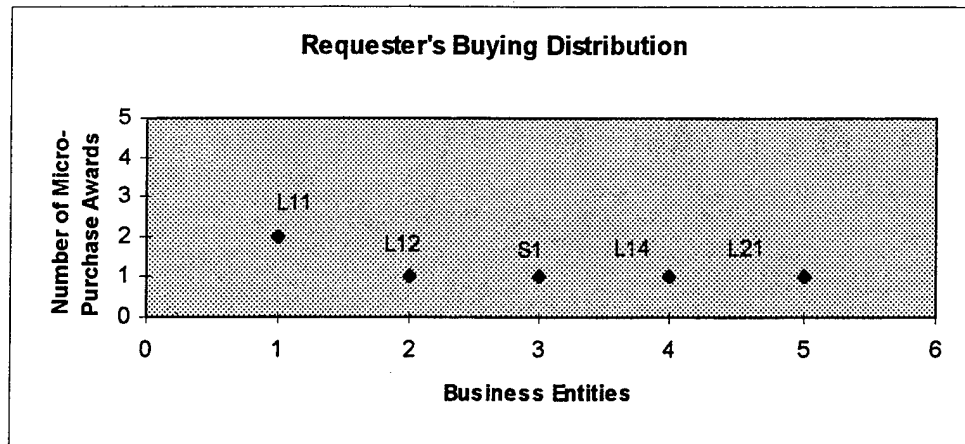 Requester's Buying Distribution
Number of Micro-
Purchase Awards
5
4
3
2
1
0
L11
L12
S1
L14
L21
0 1 2 3 4 5 6
Business Entities